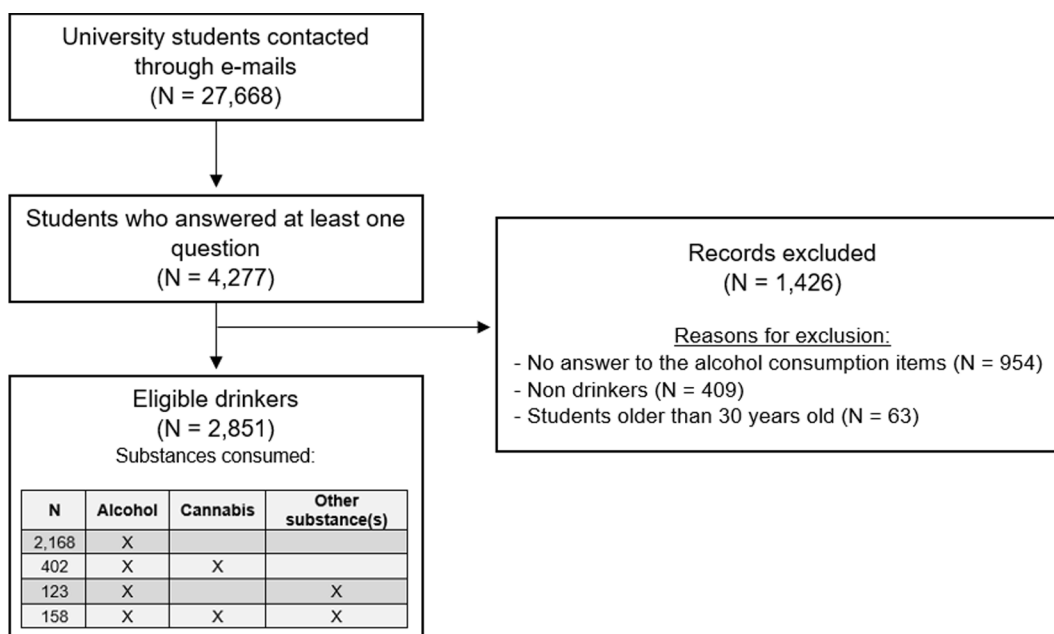 University students contacted
through e-mails
(N = 27,668)
Students who answered at least one
question
(N = 4,277)
Records excluded
(N = 1,426)
Reasons for exclusion:
- No answer to the alcohol consumption items (N = 954)
- Non drinkers (N = 409)
- Students older than 30 years old (N = 63)
Eligible drinkers
(N = 2,851)
Substances consumed:
N Alcohol Cannabis Other substance(s)
2,168 X
402 X X
123 X X
158 X X X